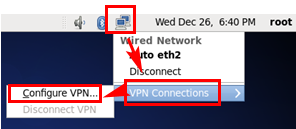 Wed Dec 26, 6:40 PM root
Wired Network
Auto eth2
Disconnect
VPN Connections
Configure VPN...
Disconnect VPN